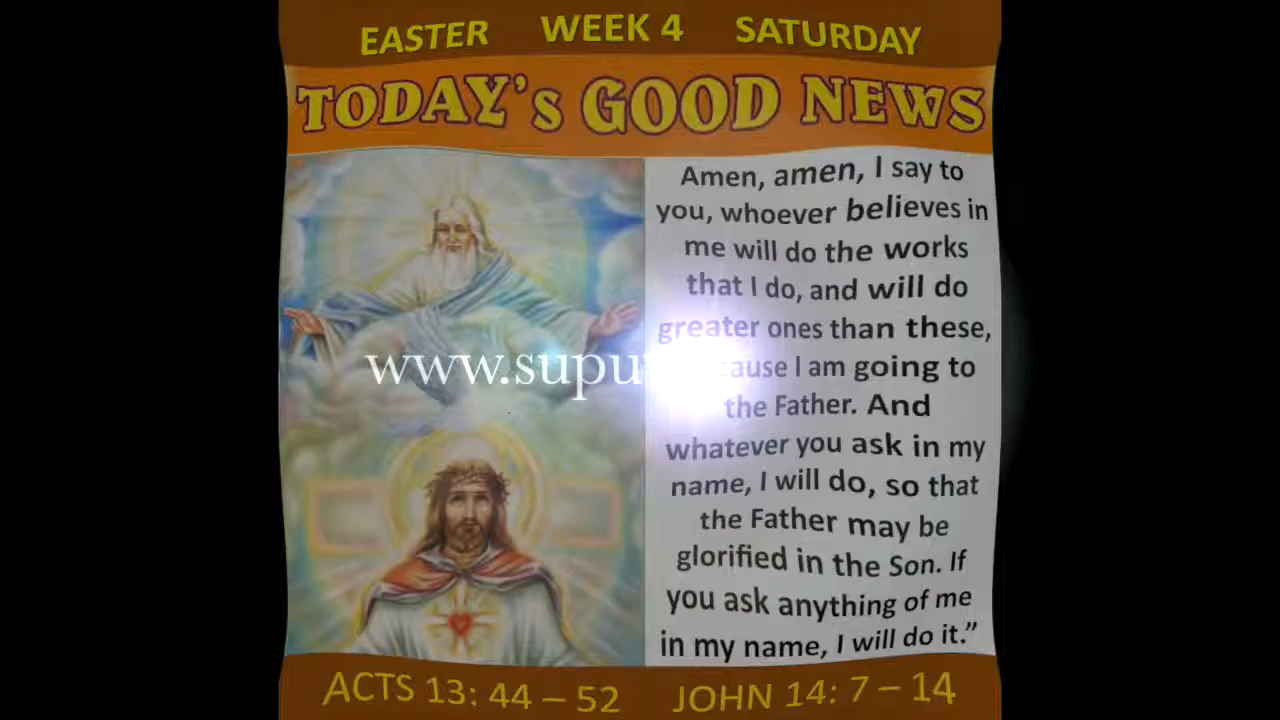 EASTER WEEK 4 SATURDAY
TODAY's GOOD NEWS
Amen, amen, I say to
you, whoever believes in
me will do the works
that I do, and will do
greater ones than these,
I am going to
the Father. And
whatever you ask in my
name, I will do, so that
the Father may be
glorified in the Son. If
you ask anything of me
in my name, I will do it.”
ACTS 13: 44 – 52 JOHN 14: 7 – 14